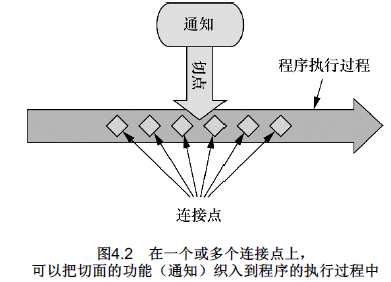 通知
切点
程序执行过程
连接点
图4.2 在一个或多个连接点上，
可以把切面的功能（通知）织入到程序的执行过程中